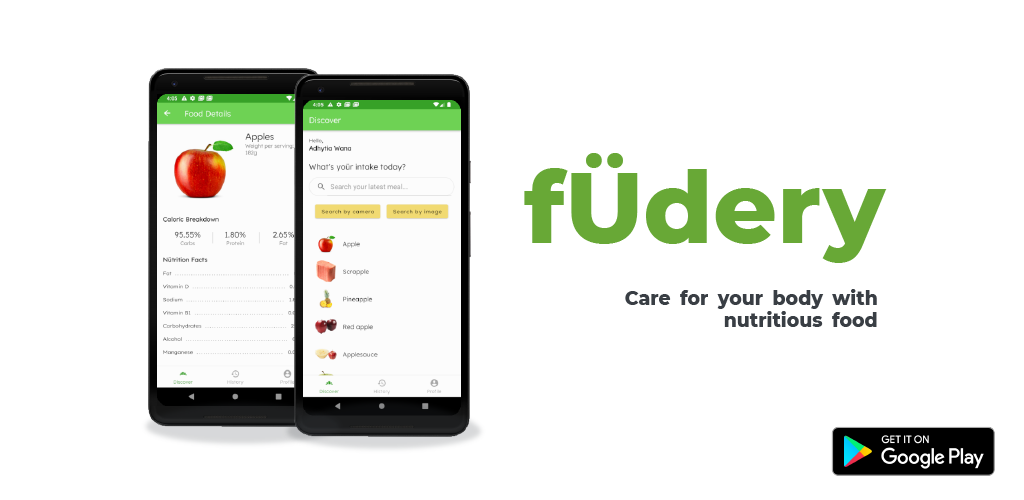 4:05
Food Details
Apples
Weight per serving:
182g
Caloric Breakdown
95.55%
1.80%
2.65%
Carbs
Protein
Fat
Nutrition Facts
Fat
Vitamin D
Sodium
Vitamin B1
Carbohydrates
Alcohol
Manganese
Discover
History
Profile
4:09
Discover
Hello,
Adhytia Wana
What's your intake today?
Search your latest meal...
Search by camera
Search by image
Apple
Scrapple
Pineapple
Red apple
Applesauce
Discover
History
Profile
fÜdery
Care for your body with
nutritious food
GET IT ON
Google Play